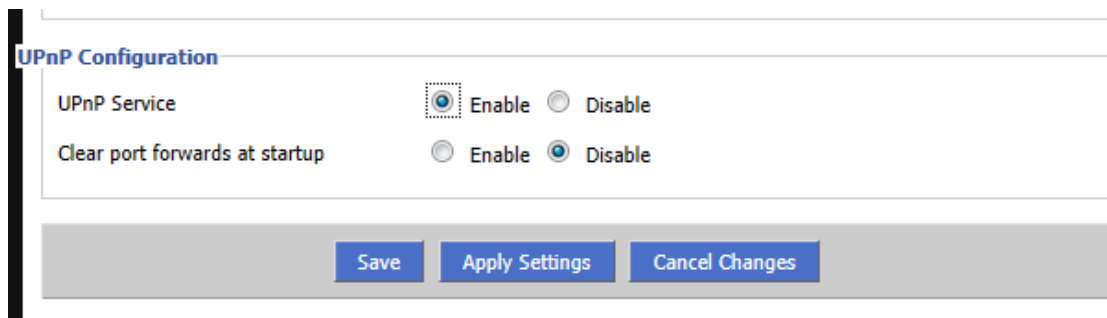 UPnP Configuration
UPnP Service Enable Disable
Clear port forwards at startup Enable Disable
Save Apply Settings Cancel Changes